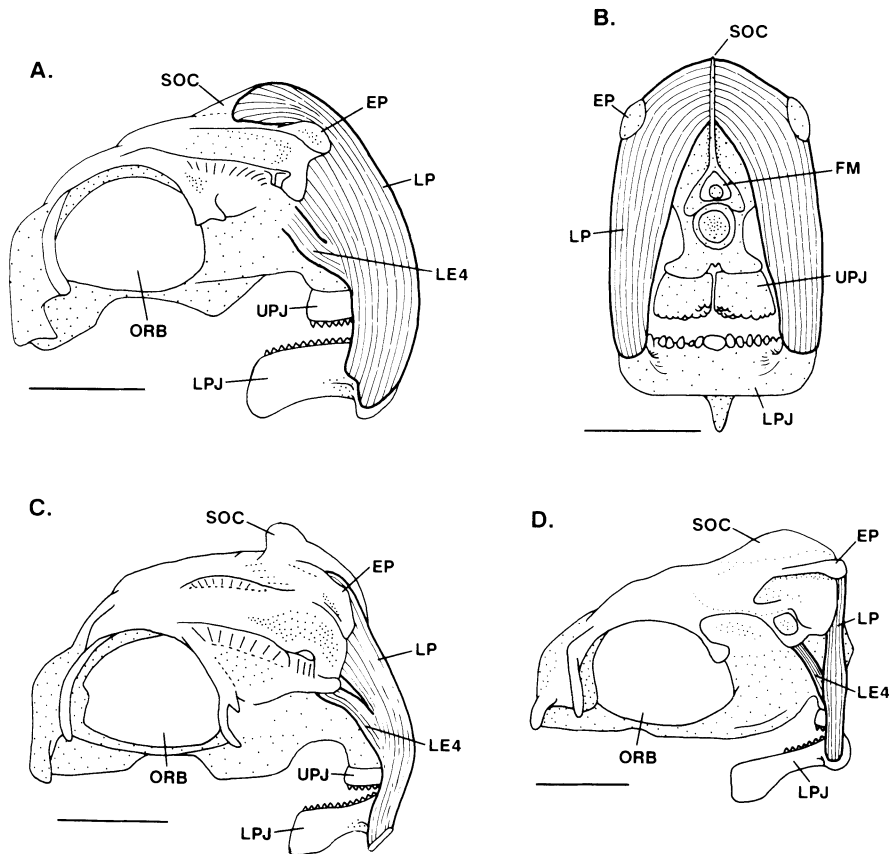 A.
SOC
EP
LP
LE4
UPJ
ORB
LPJ
B.
SOC
EP
FM
LP
UPJ
LPJ
C.
SOC
EP
LP
LE4
ORB
UPJ
LPJ
D.
SOC
EP
LP
LE4
ORB
LPJ